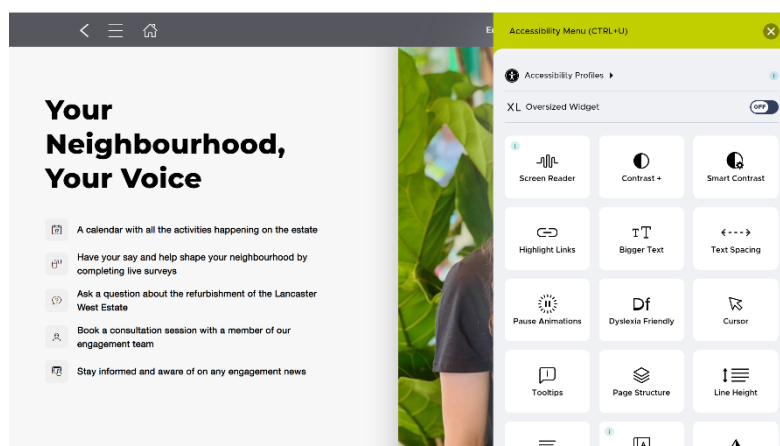 E
Accessibility Menu (CTRL+U)
Accessibility Profiles
XL Oversized Widget
OFF
Your
Neighbourhood,
Your Voice
A calendar with all the activities happening on the estate
Have your say and help shape your neighbourhood by
completing live surveys
Ask a question about the refurbishment of the Lancaster
West Estate
Book a consultation session with a member of our
engagement team
Stay informed and aware of on any engagement news
Screen Reader
Contrast +
Smart Contrast
Highlight Links
TT
Bigger Text
Text Spacing
Pause Animations
Df
Dyslexia Friendly
Cursor
Tooltips
Page Structure
Line Height